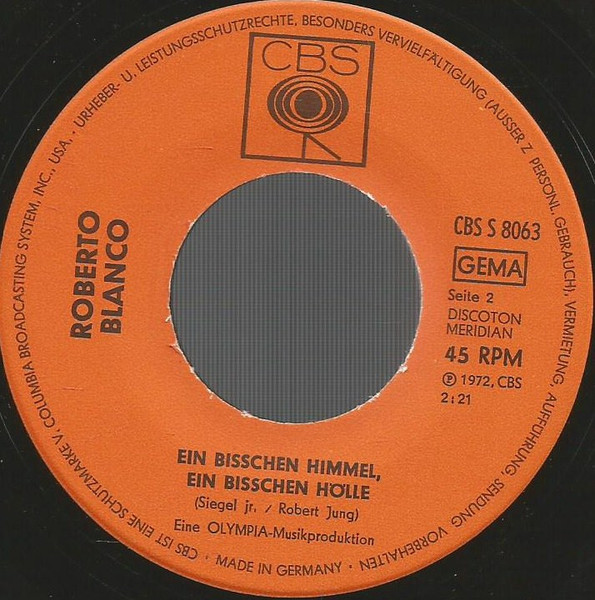 URHEBER- U. LEISTUNGSSCHUTZRECHTE, BESONDERS VERVIELFÄLTIGUNG (AUSSER Z. PERSÖNL. GEBRAUCH), VERMIETUNG, AUFFÜHRUNG, SENDUNG VORBEHALTEN
CBS
ROBERTO
BLANCO
CBS S 8063
GEMA
Seite 2
DISCOTON
MERIDIAN
45 RPM
Ⓟ 1972, CBS
2:21
EIN BISSCHEN HIMMEL,
EIN BISSCHEN HÖLLE
(Siegel jr. / Robert Jung)
Eine OLYMPIA-Musikproduktion
· MADE IN GERMANY ·
CBS IST EINE SCHUTZMARKE V. COLUMBIA BROADCASTING SYSTEM, INC., USA. ·